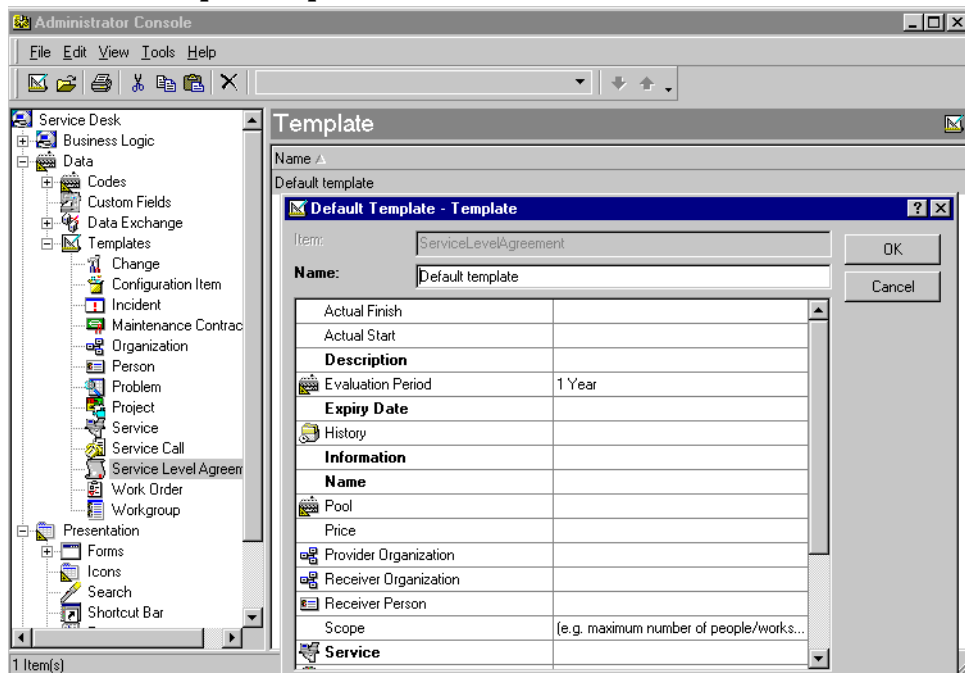 Administrator Console
File Edit View Tools Help
Service Desk
Business Logic
Data
Codes
Custom Fields
Data Exchange
Templates
Change
Configuration Item
Incident
Maintenance Contrac
Organization
Person
Problem
Project
Service
Service Call
Service Level Agreem
Work Order
Workgroup
Presentation
Forms
Icons
Search
Shortcut Bar
1 Item(s)
Template
Name
Default template
Default Template - Template
Item: ServiceLevelAgreement
Name: Default template
OK
Cancel
Actual Finish
Actual Start
Description
Evaluation Period 1 Year
Expiry Date
History
Information
Name
Pool
Price
Provider Organization
Receiver Organization
Receiver Person
Scope (e.g. maximum number of people/works...
Service